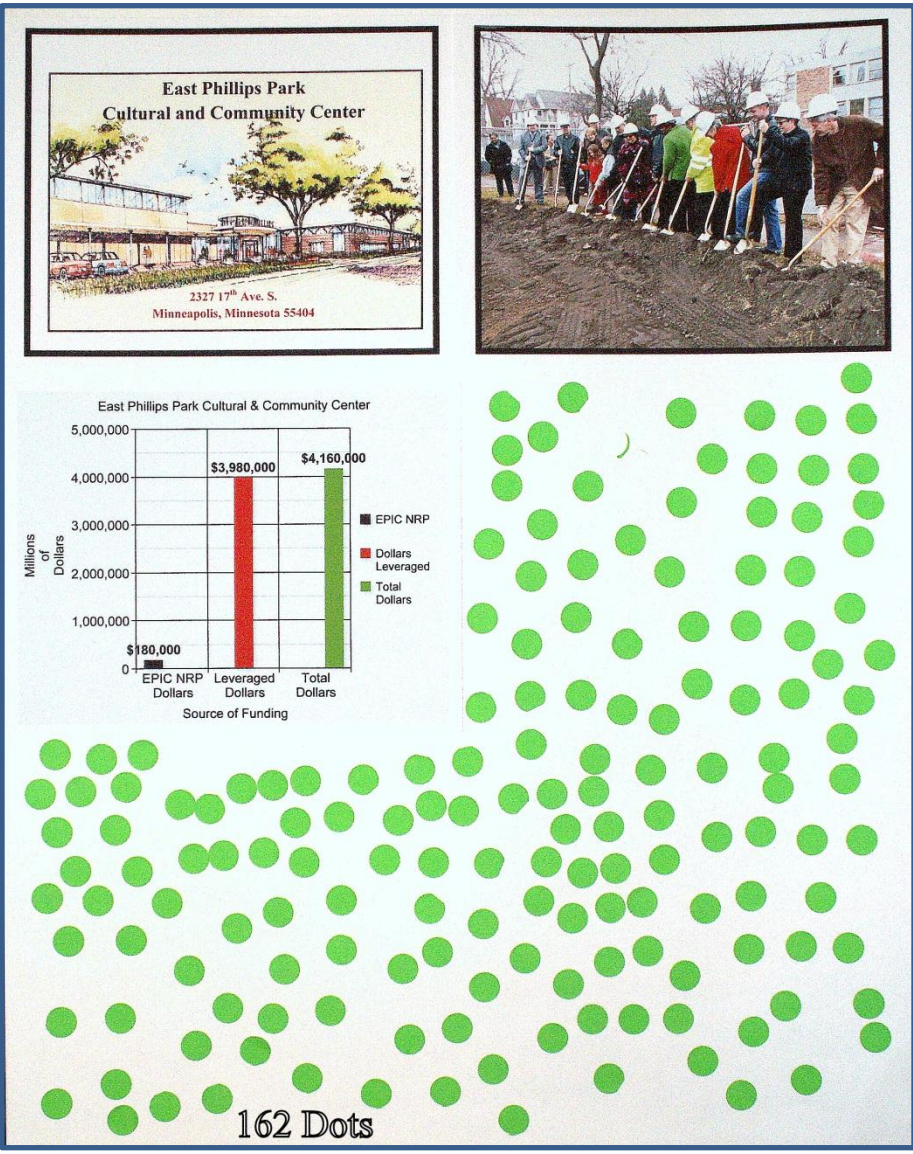 East Phillips Park
Cultural and Community Center
2327 17th Ave. S.
Minneapolis, Minnesota 55404
East Phillips Park Cultural & Community Center
Millions
of
Dollars
5,000,000
4,000,000
3,000,000
2,000,000
1,000,000
0
$180,000
$3,980,000
$4,160,000
EPIC NRP
Dollars
Leveraged
Dollars
Total
Dollars
Source of Funding
EPIC NRP
Dollars
Leveraged
Total
Dollars
162 Dots